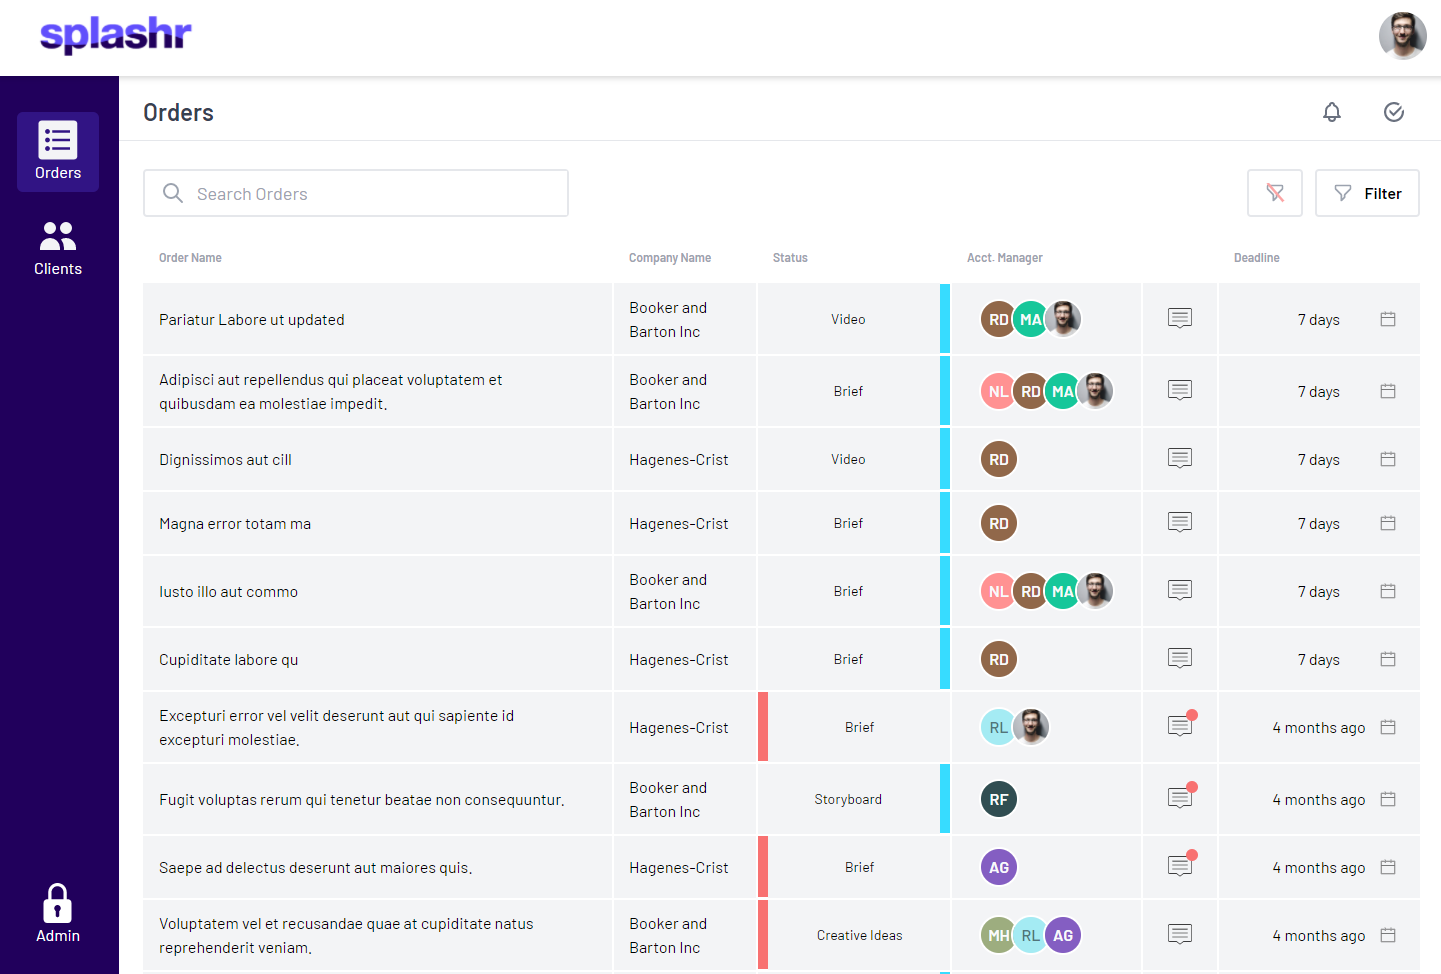 splashr
Orders
Orders
Clients
Admin
Search Orders
Filter
Order Name Company Name Status Acct. Manager Deadline
Pariatur Labore ut updated Booker and Barton Inc Video RD MA 7 days
Adipisci aut repellendus qui placeat voluptatem et
quibusdam ea molestiae impedit. Booker and Barton Inc Brief NL RD MA 7 days
Dignissimos aut cill Hagenes-Crist Video RD 7 days
Magna error totam ma Hagenes-Crist Brief RD 7 days
Iusto illo aut commo Booker and Barton Inc Brief NL RD MA 7 days
Cupiditate labore qu Hagenes-Crist Brief RD 7 days
Excepturi error vel velit deserunt aut qui sapiente id
excepturi molestiae. Hagenes-Crist Brief RL 4 months ago
Fugit voluptas rerum qui tenetur beatae non consequuntur. Booker and Barton Inc Storyboard RF 4 months ago
Saepe ad delectus deserunt aut maiores quis. Hagenes-Crist Brief AG 4 months ago
Voluptatem vel et recusandae quae at cupiditate natus
reprehenderit veniam. Booker and Barton Inc Creative Ideas MH RL AG 4 months ago